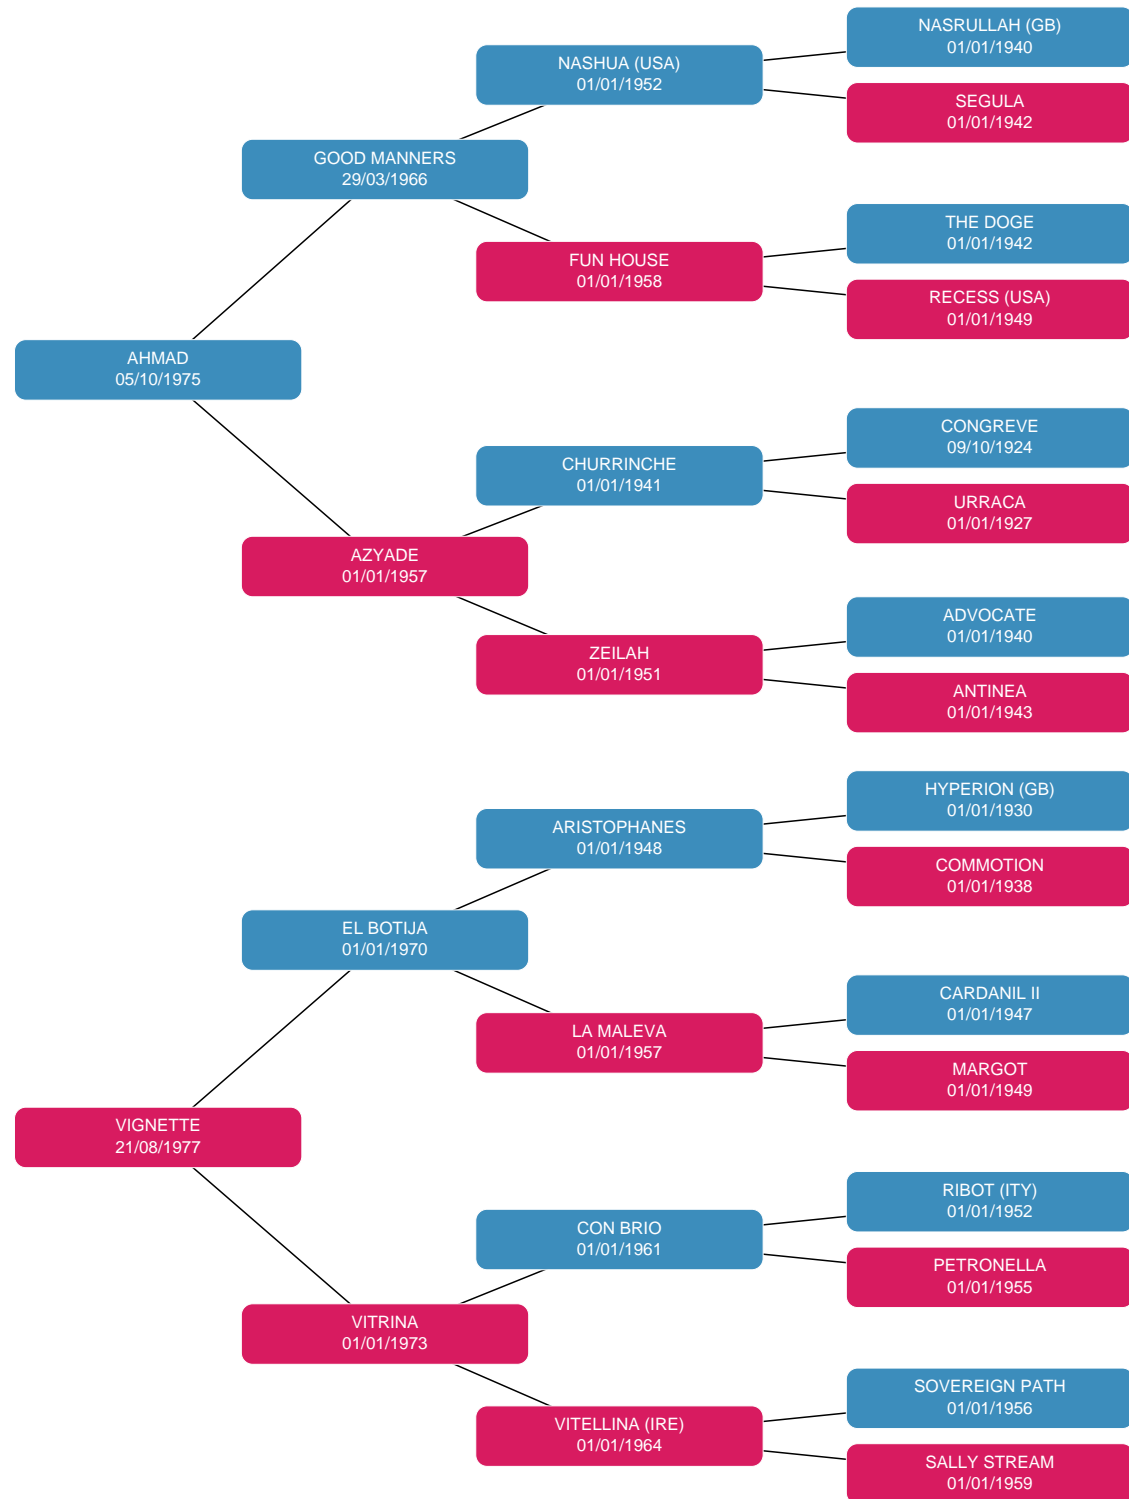 NASRULLAH (GB)
01/01/1940
NASHUA (USA)
01/01/1952
SEGULA
01/01/1942
GOOD MANNERS
29/03/1966
THE DOGE
01/01/1942
FUN HOUSE
01/01/1958
RECESS (USA)
01/01/1949
AHMAD
05/10/1975
CONGREVE
09/10/1924
CHURRINCHE
01/01/1941
URRACA
01/01/1927
AZYADE
01/01/1957
ADVOCATE
01/01/1940
ZEILAH
01/01/1951
ANTINEA
01/01/1943
HYPERION (GB)
01/01/1930
ARISTOPHANES
01/01/1948
COMMOTION
01/01/1938
EL BOTIJA
01/01/1970
CARDANIL II
01/01/1947
LA MALEVA
01/01/1957
MARGOT
01/01/1949
VIGNETTE
21/08/1977
RIBOT (ITY)
01/01/1952
CON BRIO
01/01/1961
PETRONELLA
01/01/1955
VITRINA
01/01/1973
SOVEREIGN PATH
01/01/1956
VITELLINA (IRE)
01/01/1964
SALLY STREAM
01/01/1959